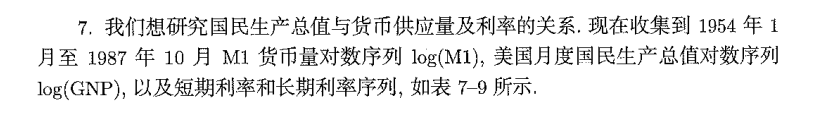 7. 我们想研究国民生产总值与货币供应量及利率的关系. 现在收集到 1954 年 1
月至 1987 年 10 月 M1 货币量对数序列 log(M1), 美国月度国民生产总值对数序列
log(GNP), 以及短期利率和长期利率序列, 如表 7–9 所示.